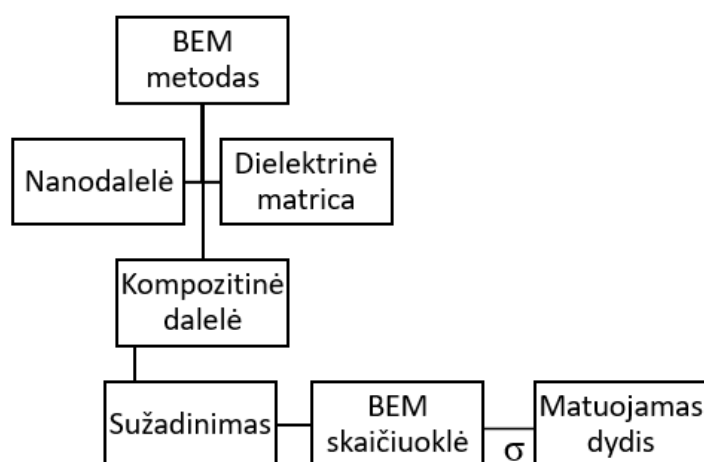 BEM
metodas
Nanodalelė
Dielektrinė
matrica
Kompozitinė
dalelė
Sužadinimas
BEM
skaičiuoklė
σ
Matuojamas
dydis